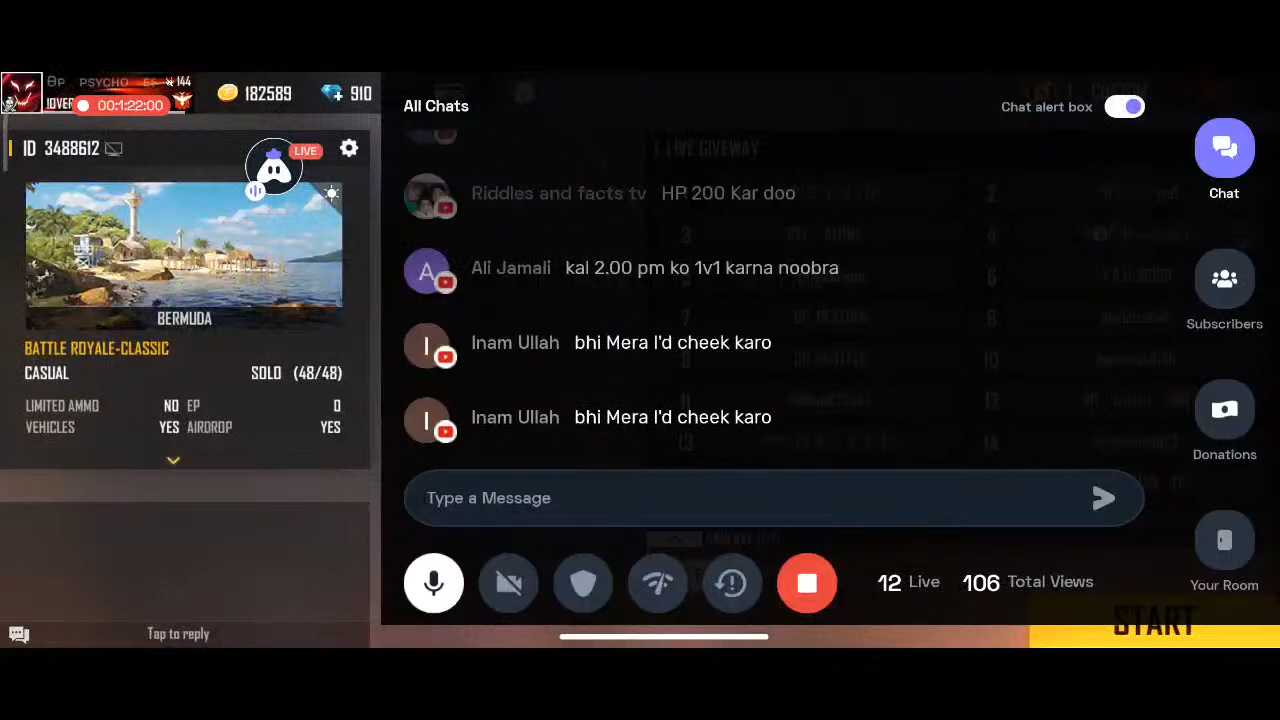 PSYCHO
144
00:1:22:00
182589
910
ID 3488612
LIVE
BERMUDA
BATTLE ROYALE-CLASSIC
CASUAL
SOLO (48/48)
LIMITED AMMO NO EP 0
VEHICLES YES AIRDROP YES
Tap to reply
All Chats
Chat alert box
Riddles and facts tv HP 200 Kar doo
A
Ali Jamali kal 2.00 pm ko 1v1 karna noobra
I
Inam Ullah bhi Mera I'd cheek karo
I
Inam Ullah bhi Mera I'd cheek karo
Type a Message
12 Live 106 Total Views
Chat
Subscribers
Donations
Your Room
START